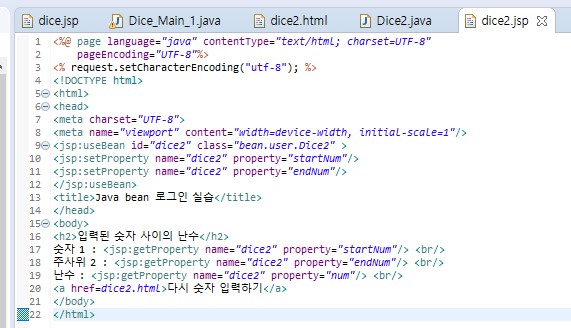 dice.jsp Dice_Main_1.java dice2.html Dice2.java dice2.jsp
1 <%@ page language="java" contentType="text/html; charset=UTF-8"
2 pageEncoding="UTF-8"%>
3 <% request.setCharacterEncoding("utf-8"); %>
4 <!DOCTYPE html>
5 <html>
6 <head>
7 <meta charset="UTF-8">
8 <meta name="viewport" content="width=device-width, initial-scale=1"/>
9 <jsp:useBean id="dice2" class="bean.user.Dice2" >
10 <jsp:setProperty name="dice2" property="startNum"/>
11 <jsp:setProperty name="dice2" property="endNum"/>
12 </jsp:useBean>
13 <title>Java bean 로그인 실습</title>
14 </head>
15 <body>
16 <h2>입력된 숫자 사이의 난수</h2>
17 숫자 1 : <jsp:getProperty name="dice2" property="startNum"/> <br/>
18 주사위 2 : <jsp:getProperty name="dice2" property="endNum"/> <br/>
19 난수 : <jsp:getProperty name="dice2" property="num"/> <br/>
20 <a href=dice2.html>다시 숫자 입력하기</a>
21 </body>
22 </html>